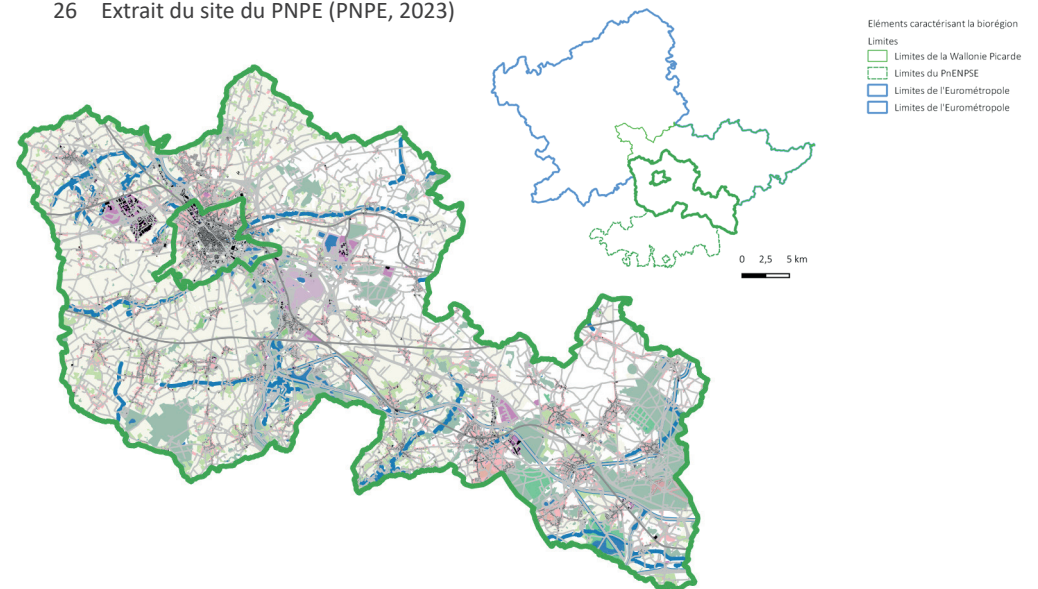 26 Extrait du site du PNPE (PNPE, 2023)
Eléments caractérisant la biorégion
Limites
Limites de la Wallonie Picarde
Limites du PnENPSE
Limites de l'Eurométropole
Limites de l'Eurométropole
0 2,5 5 km